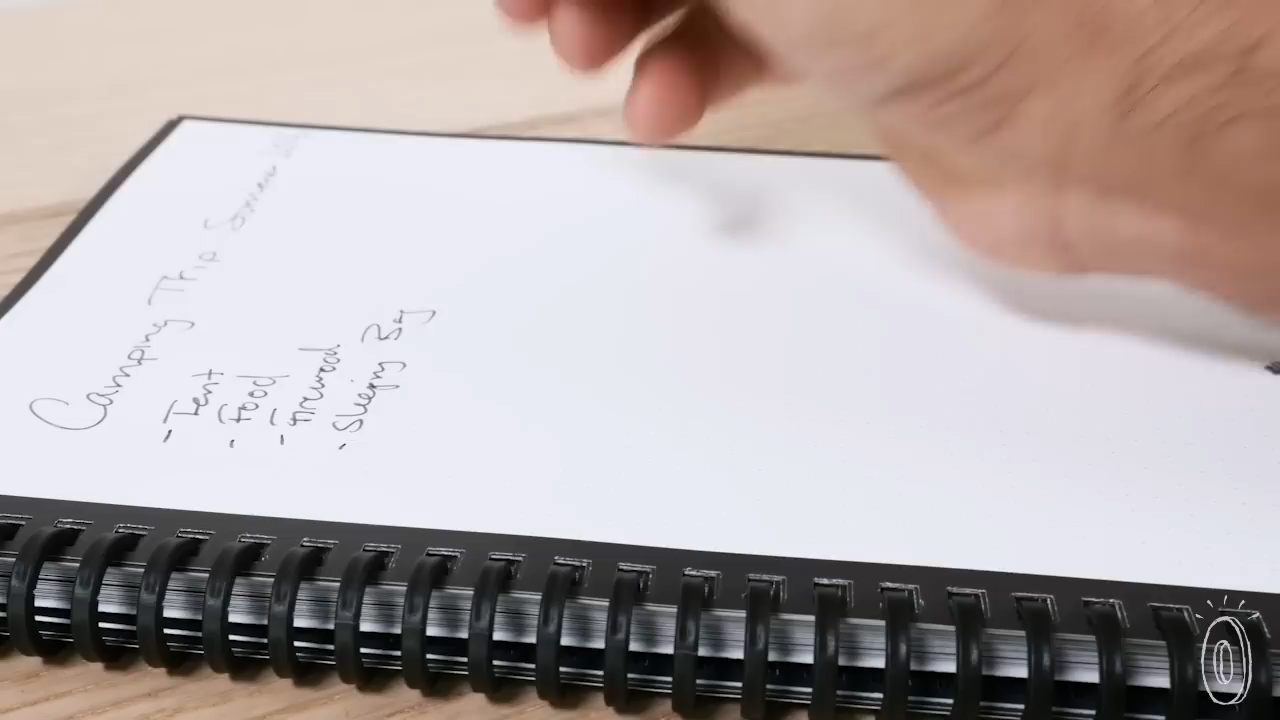 Camping Trip Summer
- Tent
- Food
- Firewood
- Sleeping Bag